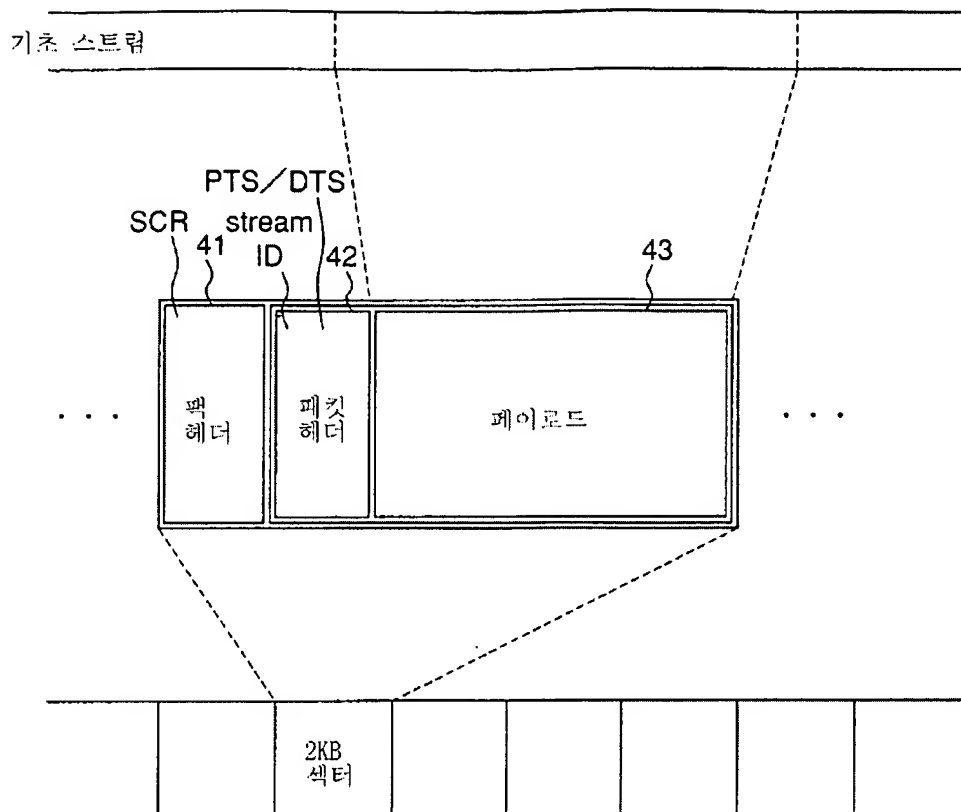 기초 스트림
PTS/DTS
SCR
stream
ID
41
42
43
팩
헤더
패킷
헤더
페이로드
2KB
섹터